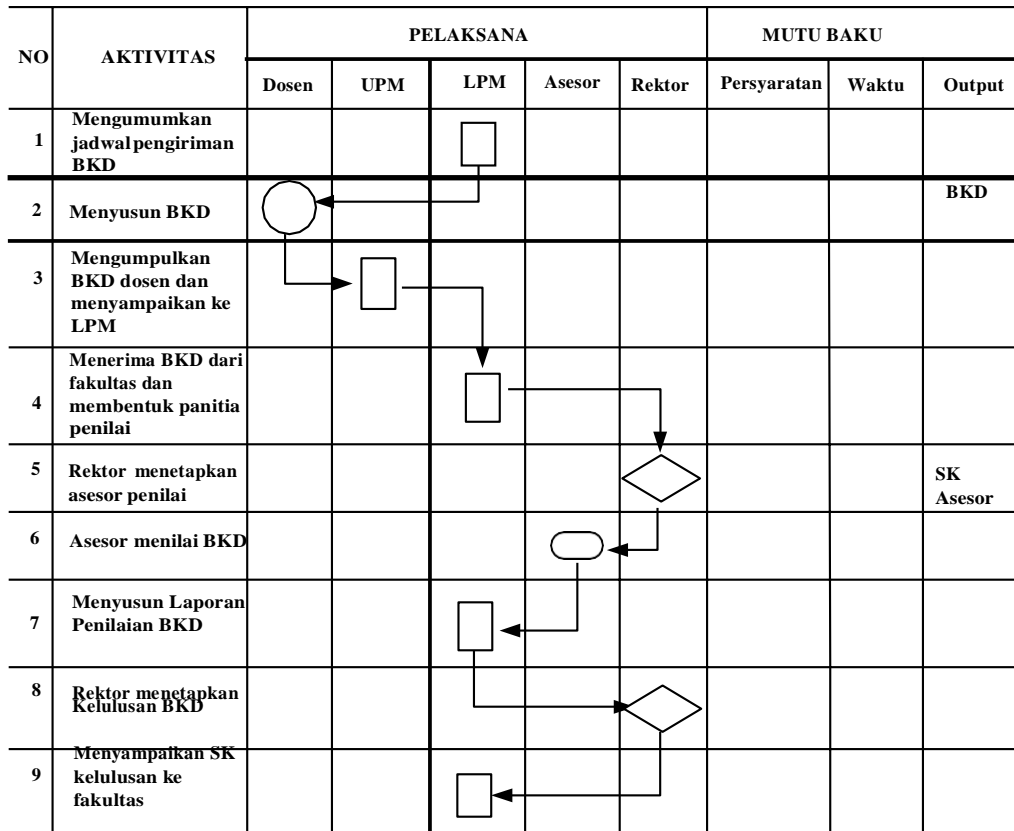 NO
AKTIVITAS
PELAKSANA
MUTU BAKU
Dosen
UPM
LPM
Asesor
Rektor
Persyaratan
Waktu
Output
1
Mengumumkan
jadwal pengiriman
BKD
2
Menyusun BKD
BKD
3
Mengumpulkan
BKD dosen dan
menyampaikan ke
LPM
4
Menerima BKD dari
fakultas dan
membentuk panitia
penilai
5
Rektor menetapkan
asesor penilai
SK
Asesor
6
Asesor menilai BKD
7
Menyusun Laporan
Penilaian BKD
8
Rektor menetapkan
Kelulusan BKD
9
Menyampaikan SK
kelulusan ke
fakultas